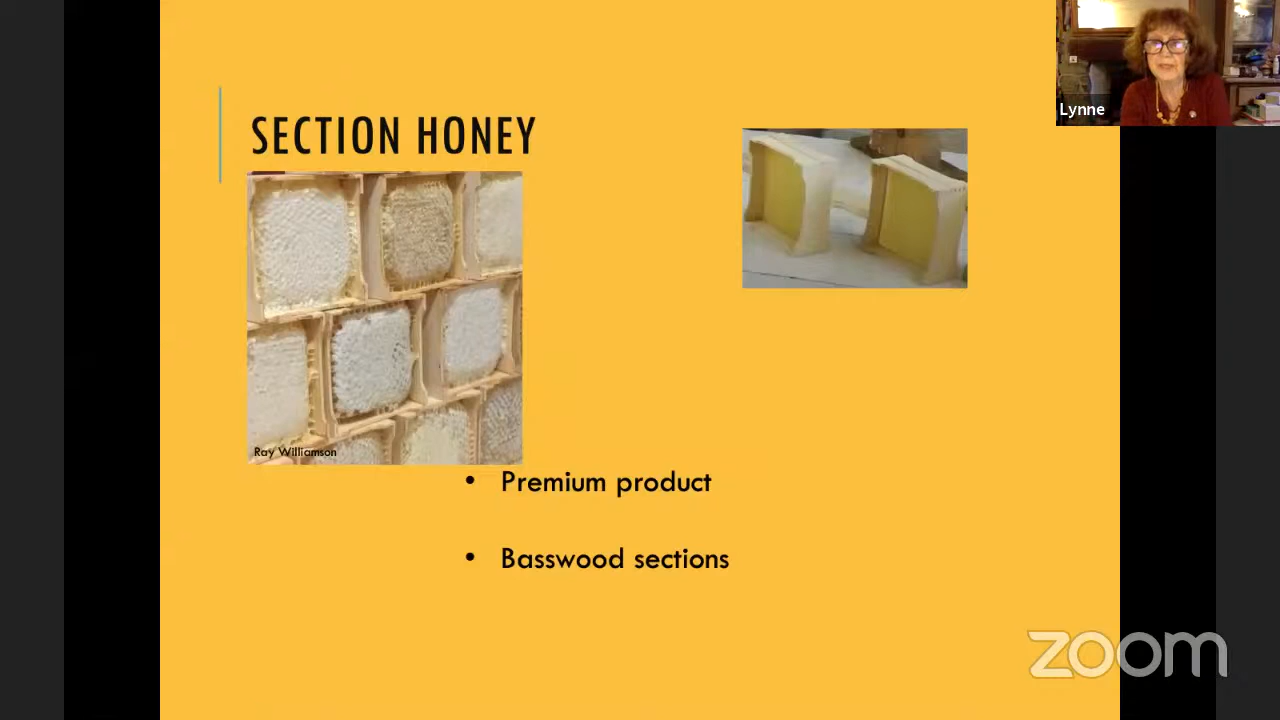 Lynne
SECTION HONEY
Ray Williamson
• Premium product
• Basswood sections
zoom